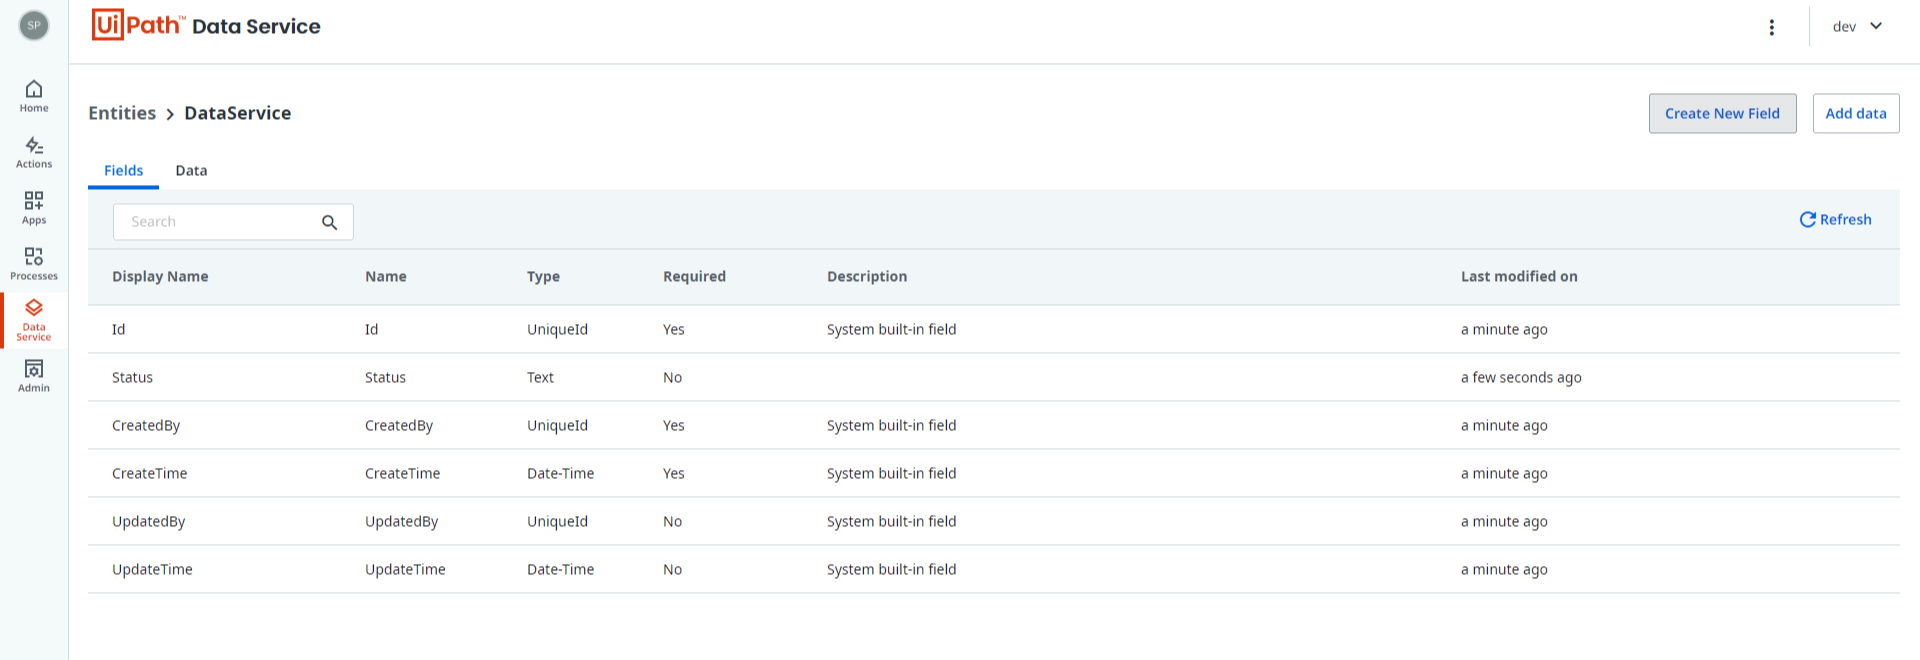 SP
UiPath™ Data Service
dev
Home
Actions
Apps
Processes
Data
Service
Admin
Entities > DataService
Create New Field
Add data
Fields Data
Search
Refresh
Display Name Name Type Required Description Last modified on
Id Id UniqueId Yes System built-in field a minute ago
Status Status Text No a few seconds ago
CreatedBy CreatedBy UniqueId Yes System built-in field a minute ago
CreateTime CreateTime Date-Time Yes System built-in field a minute ago
UpdatedBy UpdatedBy UniqueId No System built-in field a minute ago
UpdateTime UpdateTime Date-Time No System built-in field a minute ago